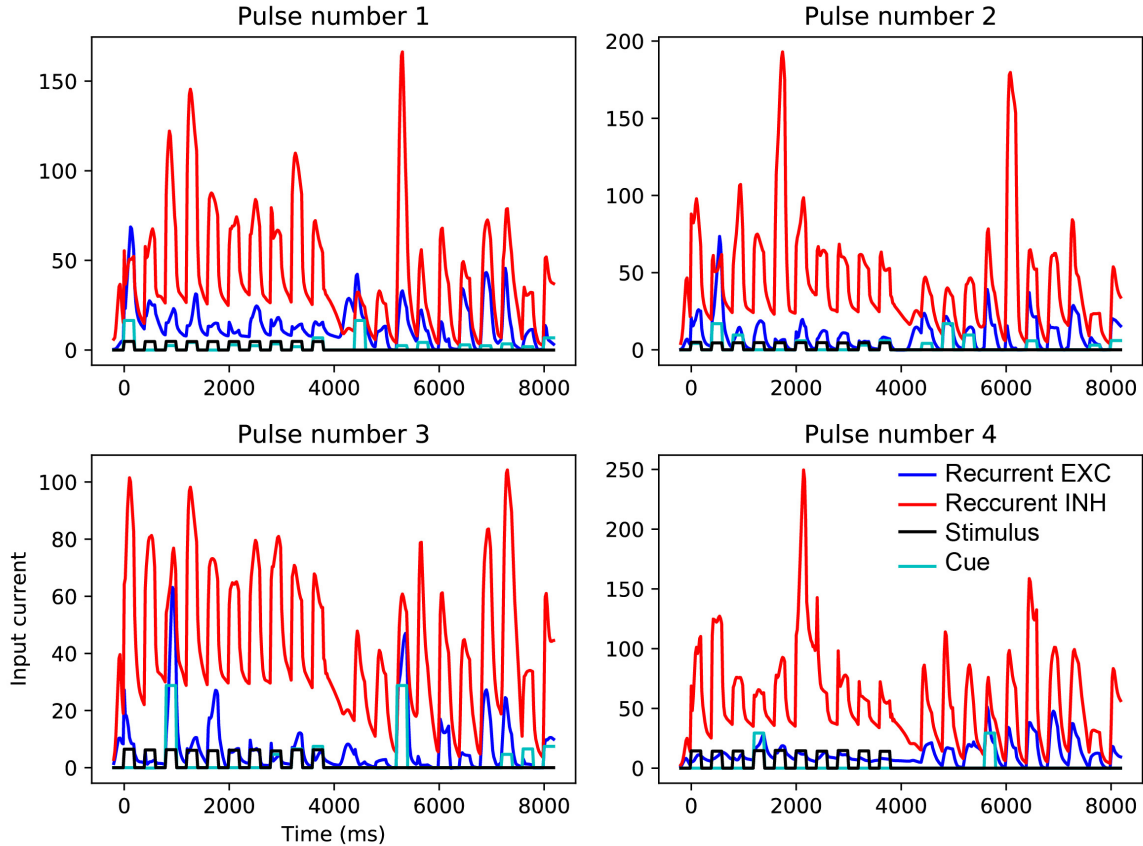 Pulse number 1
150
100
50
0
0 2000 4000 6000 8000
Pulse number 2
200
150
100
50
0
0 2000 4000 6000 8000
Pulse number 3
Input current
100
80
60
40
20
0
0 2000 4000 6000 8000
Time (ms)
Pulse number 4
250
200
150
100
50
0
0 2000 4000 6000 8000
Recurrent EXC
Reccurent INH
Stimulus
Cue